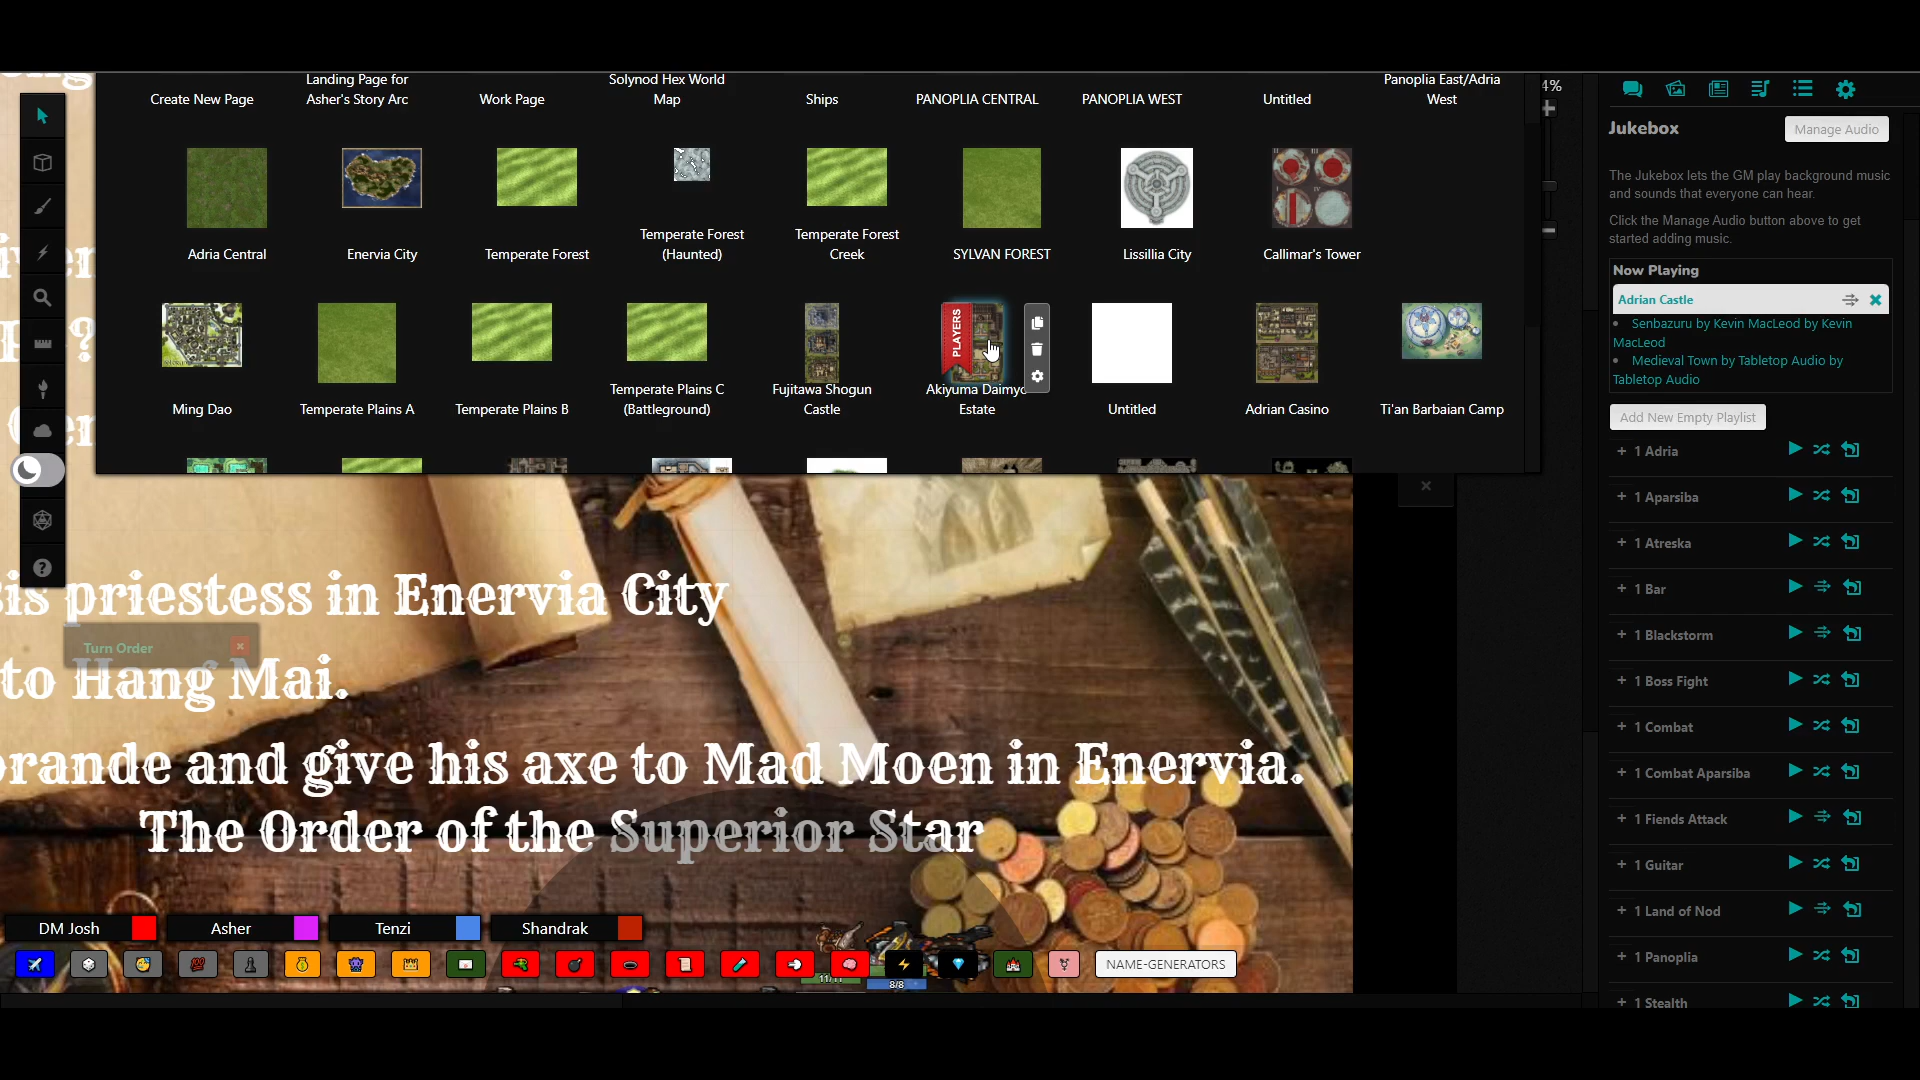 Landing Page for
Asher's Story Arc
Solynod Hex World
Map
Panoplia East/Adria
West
Create New Page
Work Page
Ships
PANOPLIA CENTRAL
PANOPLIA WEST
Untitled
Adria Central
Enervia City
Temperate Forest
Temperate Forest
(Haunted)
Temperate Forest
Creek
SYLVAN FOREST
Lissillia City
Callimar's Tower
PLAYERS
Ming Dao
Temperate Plains A
Temperate Plains B
Temperate Plains C
(Battleground)
Fujitawa Shogun
Castle
Akiyuma Daimyo
Estate
Untitled
Adrian Casino
Ti'an Barbaian Camp
4%
Jukebox
Manage Audio
The Jukebox lets the GM play background music
and sounds that everyone can hear.
Click the Manage Audio button above to get
started adding music.
Now Playing
Adrian Castle
Senbazuru by Kevin MacLeod by Kevin
MacLeod
Medieval Town by Tabletop Audio by
Tabletop Audio
Add New Empty Playlist
+ 1 Adria
+ 1 Aparsiba
+ 1 Atreska
+ 1 Bar
+ 1 Blackstorm
+ 1 Boss Fight
+ 1 Combat
+ 1 Combat Aparsiba
+ 1 Fiends Attack
+ 1 Guitar
+ 1 Land of Nod
+ 1 Panoplia
+ 1 Stealth
sis priestess in Enervia City
Turn Order
to Hang Mai.
rande and give his axe to Mad Moen in Enervia.
The Order of the Superior Star
DM Josh
Asher
Tenzi
Shandrak
NAME-GENERATORS
11/11
8/8